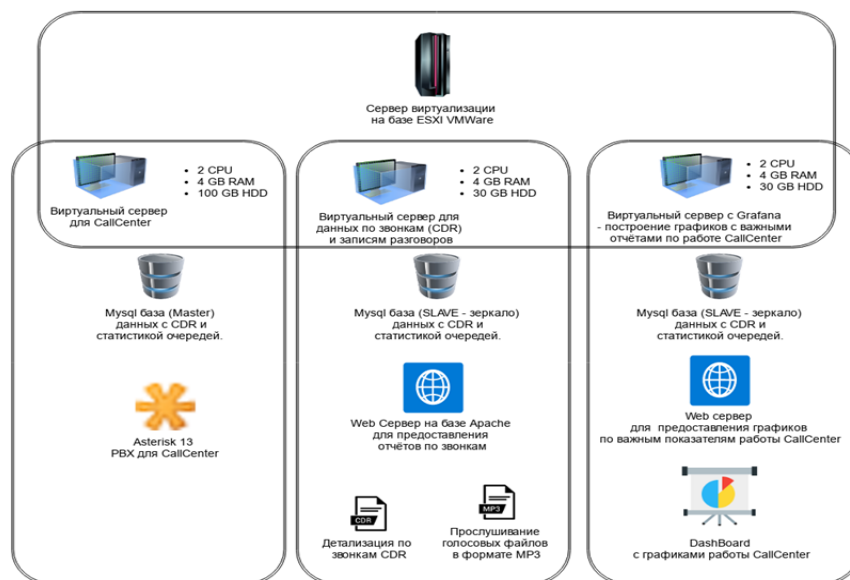 Сервер виртуализации
на базе ESXI VMWare
• 2 CPU
• 4 GB RAM
• 100 GB HDD
Виртуальный сервер
для CallCenter
• 2 CPU
• 4 GB RAM
• 30 GB HDD
Виртуальный сервер для
данных по звонкам (CDR)
и записям разговоров
• 2 CPU
• 4 GB RAM
• 30 GB HDD
Виртуальный сервер с Grafana
- построение графиков с важными
отчётами по работе CallCenter
Mysql база (Master)
данных с CDR и
статистикой очередей.
Asterisk 13
PBX для CallCenter
Mysql база (SLAVE - зеркало)
данных с CDR и
статистикой очередей.
Web Сервер на базе Apache
для предоставления
отчётов по звонкам
CDR
Детализация по
звонкам CDR
MP3
Прослушивание
голосовых файлов
в формате MP3
Mysql база (SLAVE - зеркало)
данных с CDR и
статистикой очередей.
Web сервер
для предоставления графиков
по важным показателям работы CallCenter
DashBoard
с графиками работы CallCenter